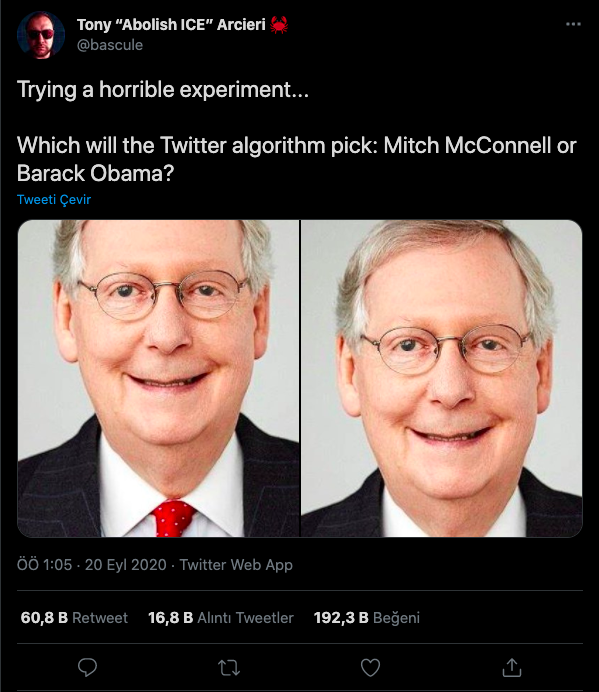 Tony “Abolish ICE” Arcieri 🦀
@bascule
Trying a horrible experiment...
Which will the Twitter algorithm pick: Mitch McConnell or
Barack Obama?
Tweeti Çevir
ÖÖ 1:05 · 20 Eyl 2020 · Twitter Web App
60,8 B Retweet 16,8 B Alıntı Tweetler 192,3 B Beğeni